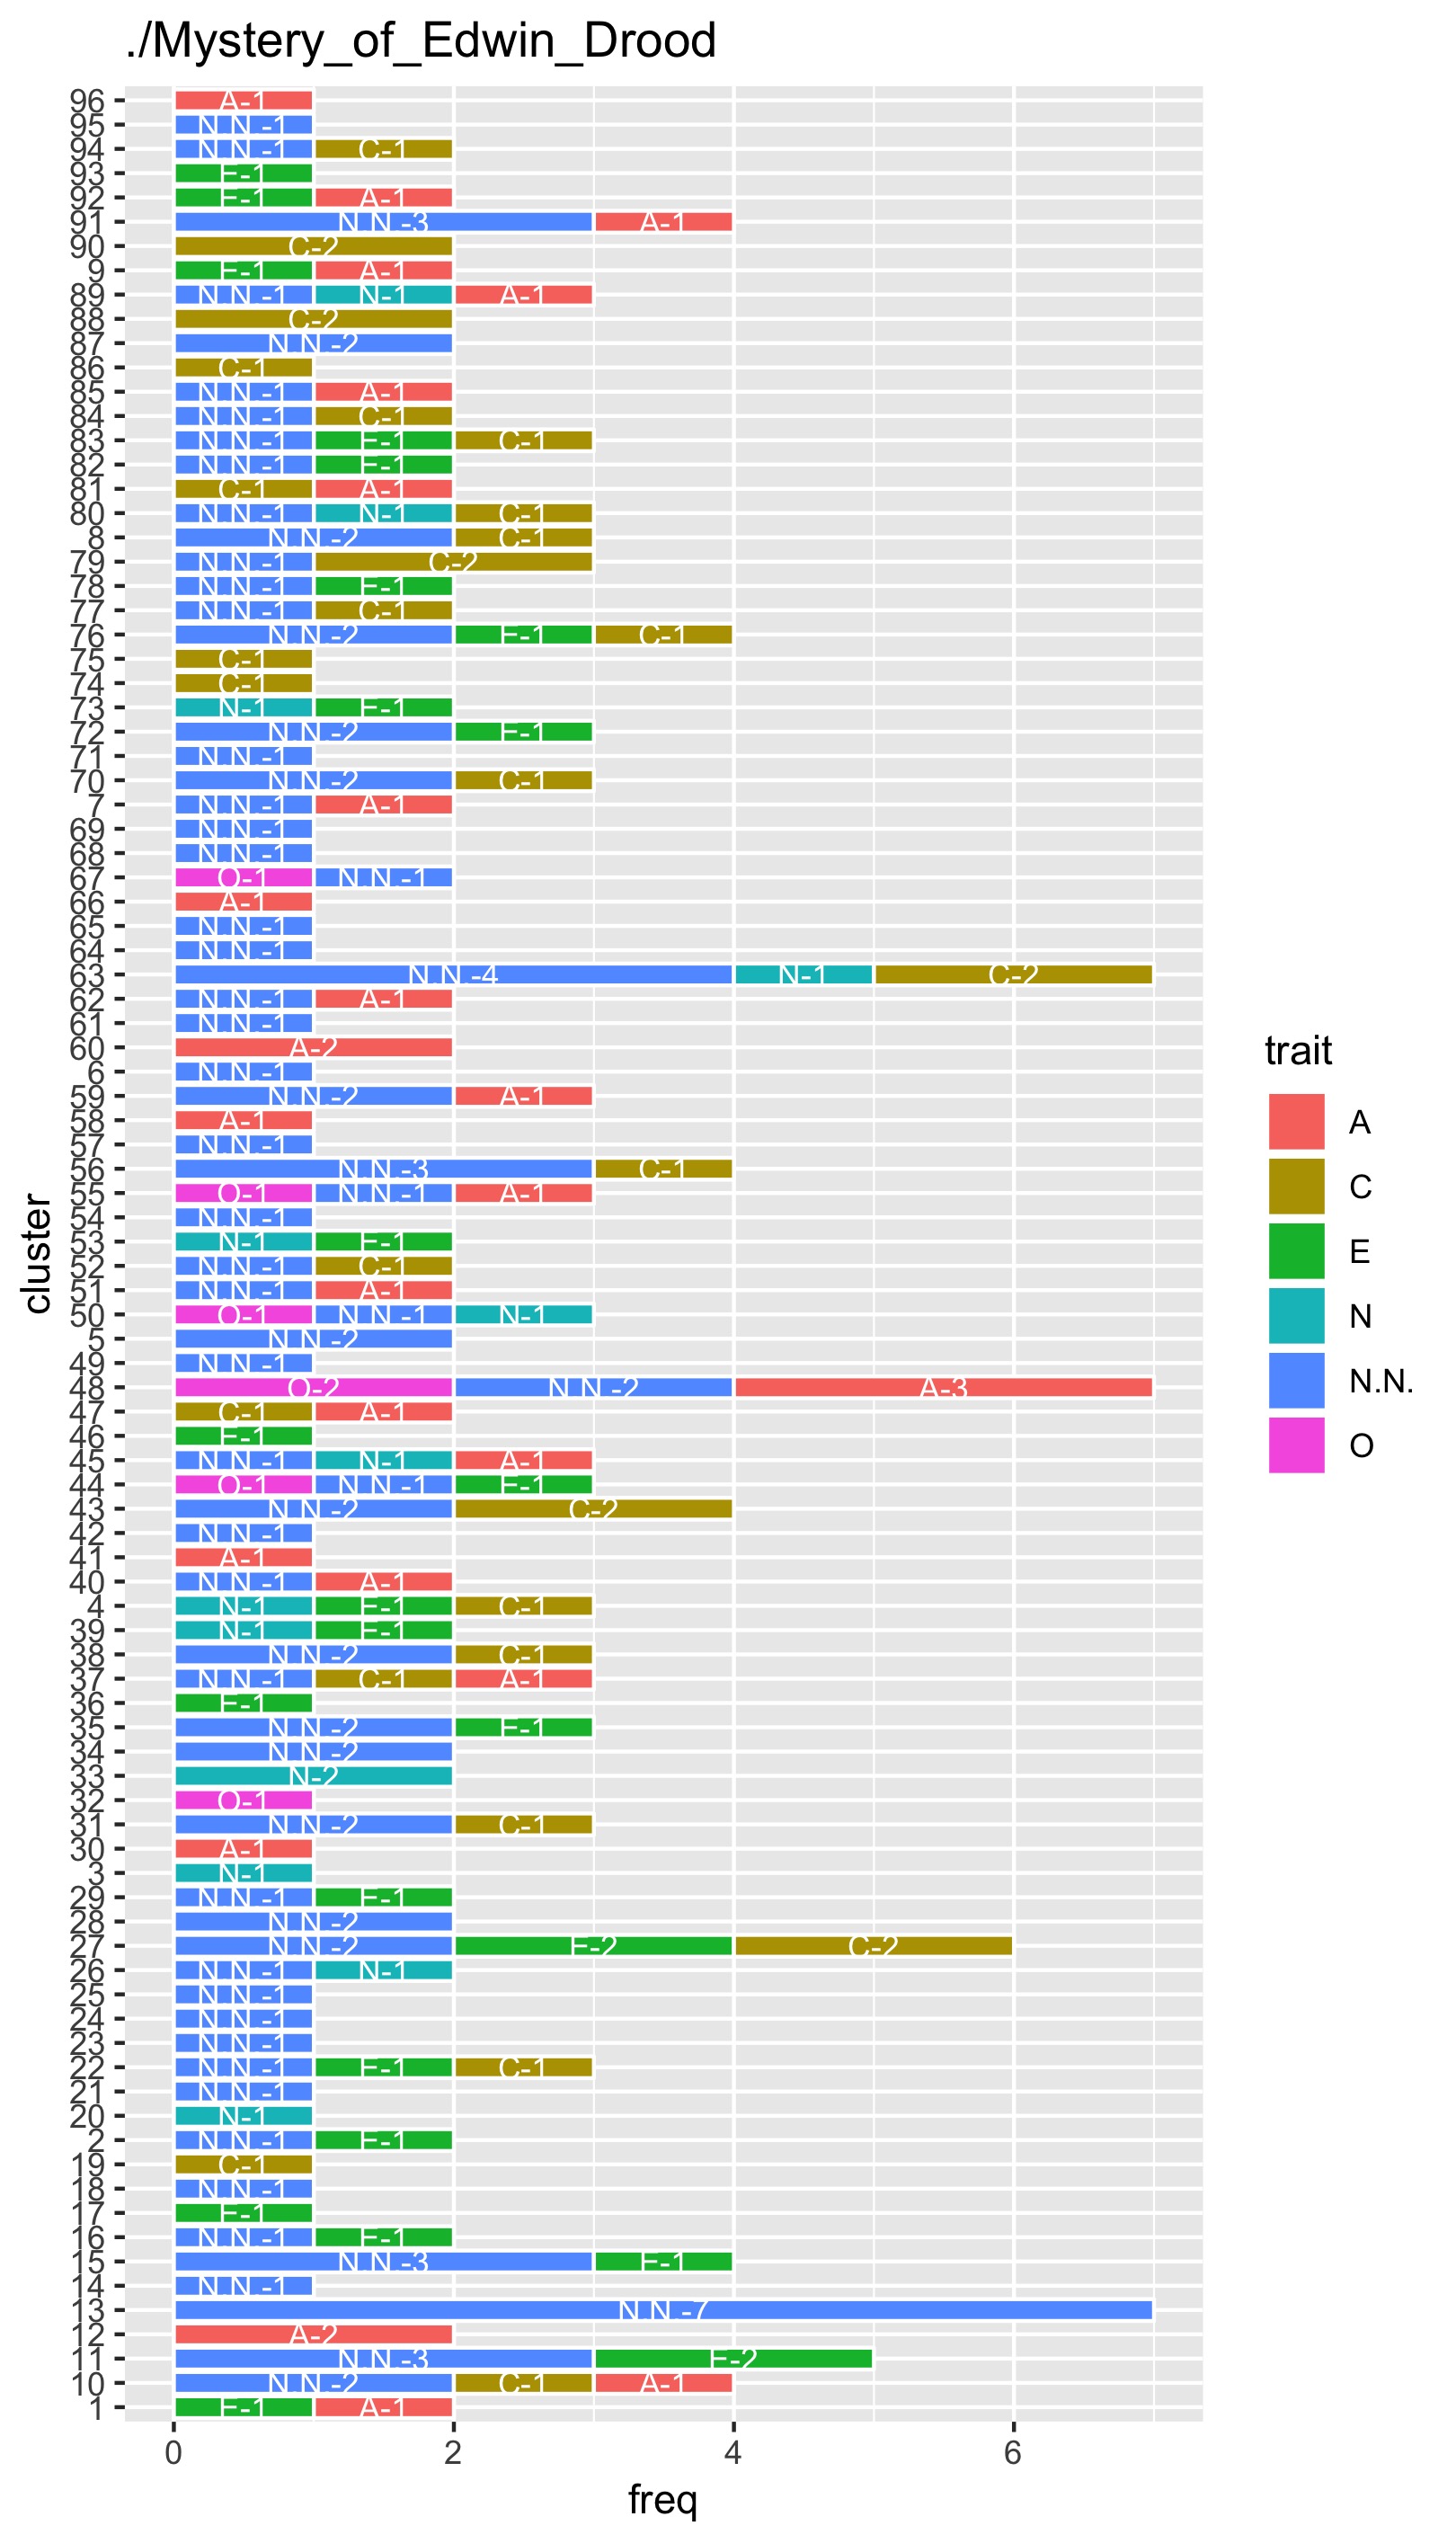 ./Mystery_of_Edwin_Drood
96 A-1
95 N.N.-1
94 N.N.-1 C-1
93 E-1
92 E-1 A-1
91 N.N.-3 A-1
90 C-2
9 E-1 A-1
89 N.N.-1 N-1 A-1
88 C-2
87 N.N.-2
86 C-1
85 N.N.-1 A-1
84 N.N.-1 C-1
83 N.N.-1 E-1 C-1
82 N.N.-1 E-1
81 C-1 A-1
80 N.N.-1 N-1 C-1
8 N.N.-2 C-1
79 N.N.-1 C-2
78 N.N.-1 E-1
77 N.N.-1 C-1
76 N.N.-2 E-1 C-1
75 C-1
74 C-1
73 N-1 E-1
72 N.N.-2 E-1
71 N.N.-1
70 N.N.-2 C-1
7 N.N.-1 A-1
69 N.N.-1
68 N.N.-1
67 O-1 N.N.-1
66 A-1
65 N.N.-1
64 N.N.-1
63 N.N.-4 N-1 C-2
62 N.N.-1 A-1
61 N.N.-1
60 A-2
6 N.N.-1
59 N.N.-2 A-1
58 A-1
57 N.N.-1
56 N.N.-3 C-1
55 O-1 N.N.-1 A-1
54 N.N.-1
53 N-1 E-1
52 N.N.-1 C-1
51 N.N.-1 A-1
50 O-1 N.N.-1 N-1
5 N.N.-2
49 N.N.-1
48 O-2 N.N.-2 A-3
47 C-1 A-1
46 E-1
45 N.N.-1 N-1 A-1
44 O-1 N.N.-1 E-1
43 N.N.-2 C-2
42 N.N.-1
41 A-1
40 N.N.-1 A-1
4 N-1 E-1 C-1
39 N-1 E-1
38 N.N.-2 C-1
37 N.N.-1 C-1 A-1
36 E-1
35 N.N.-2 E-1
34 N.N.-2
33 N-2
32 O-1
31 N.N.-2 C-1
30 A-1
3 N-1
29 N.N.-1 E-1
28 N.N.-2
27 N.N.-2 E-2 C-2
26 N.N.-1 N-1
25 N.N.-1
24 N.N.-1
23 N.N.-1
22 N.N.-1 E-1 C-1
21 N.N.-1
20 N-1
2 N.N.-1 E-1
19 C-1
18 N.N.-1
17 E-1
16 N.N.-1 E-1
15 N.N.-3 E-1
14 N.N.-1
13 N.N.-7
12 A-2
11 N.N.-3 E-2
10 N.N.-2 C-1 A-1
1 E-1 A-1
0 2 4 6
freq
cluster
trait
A
C
E
N
N.N.
O